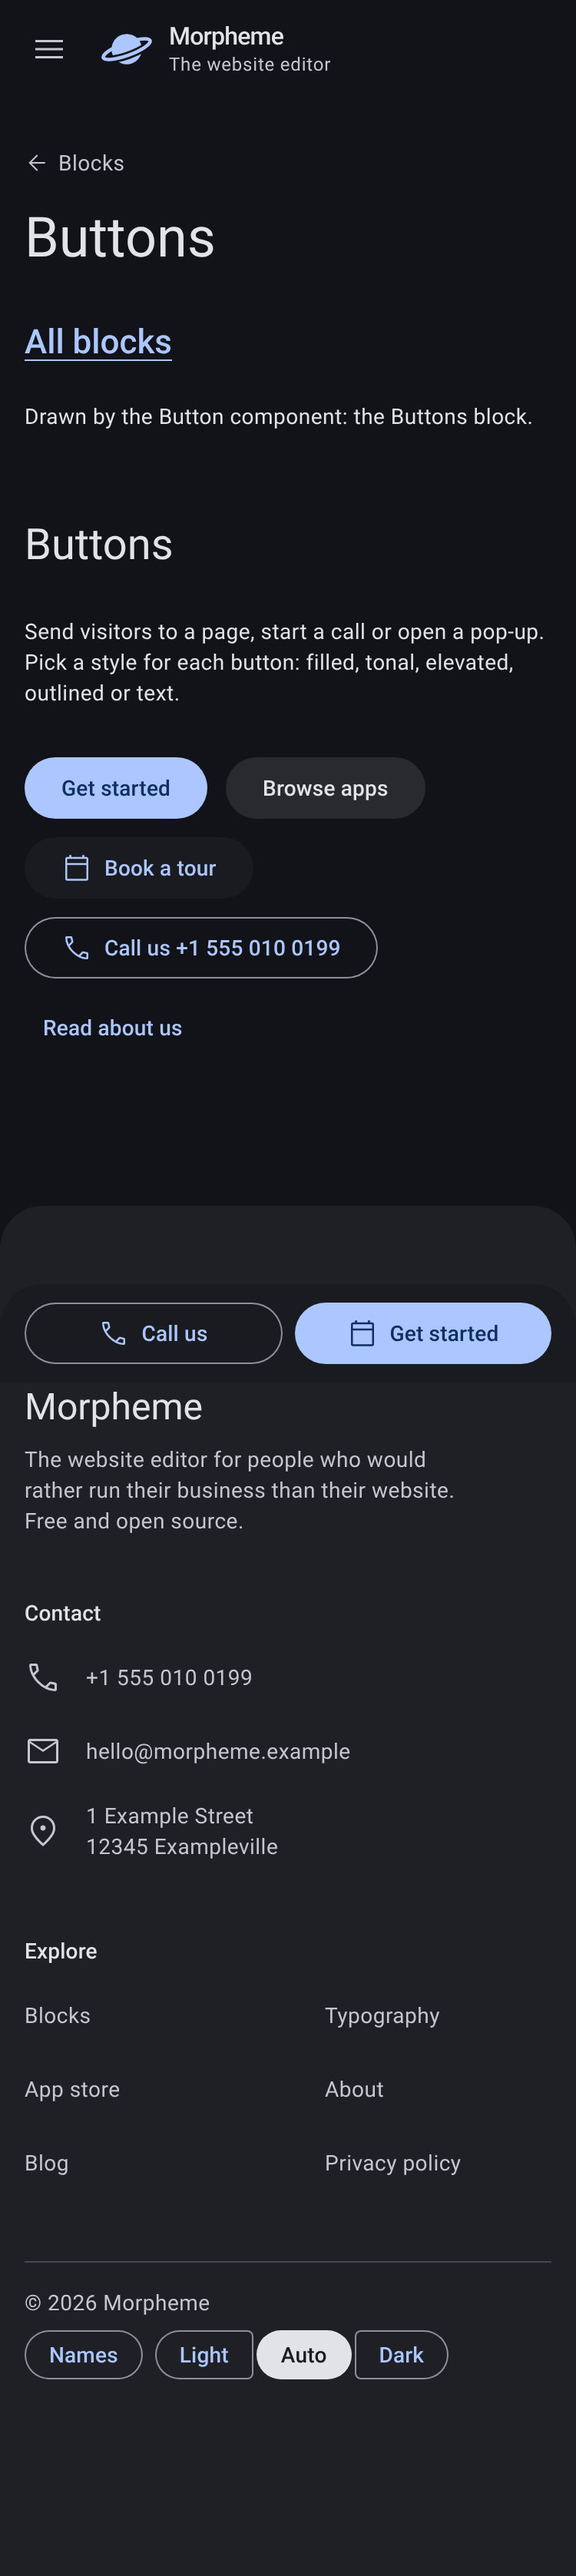 Morpheme
The website editor
Blocks
Buttons
All blocks
Drawn by the Button component: the Buttons block.
Buttons
Send visitors to a page, start a call or open a pop-up.
Pick a style for each button: filled, tonal, elevated,
outlined or text.
Get started
Browse apps
Book a tour
Call us +1 555 010 0199
Read about us
Call us
Get started
Morpheme
The website editor for people who would
rather run their business than their website.
Free and open source.
Contact
+1 555 010 0199
hello@morpheme.example
1 Example Street
12345 Exampleville
Explore
Blocks
Typography
App store
About
Blog
Privacy policy
© 2026 Morpheme
Names
Light
Auto
Dark